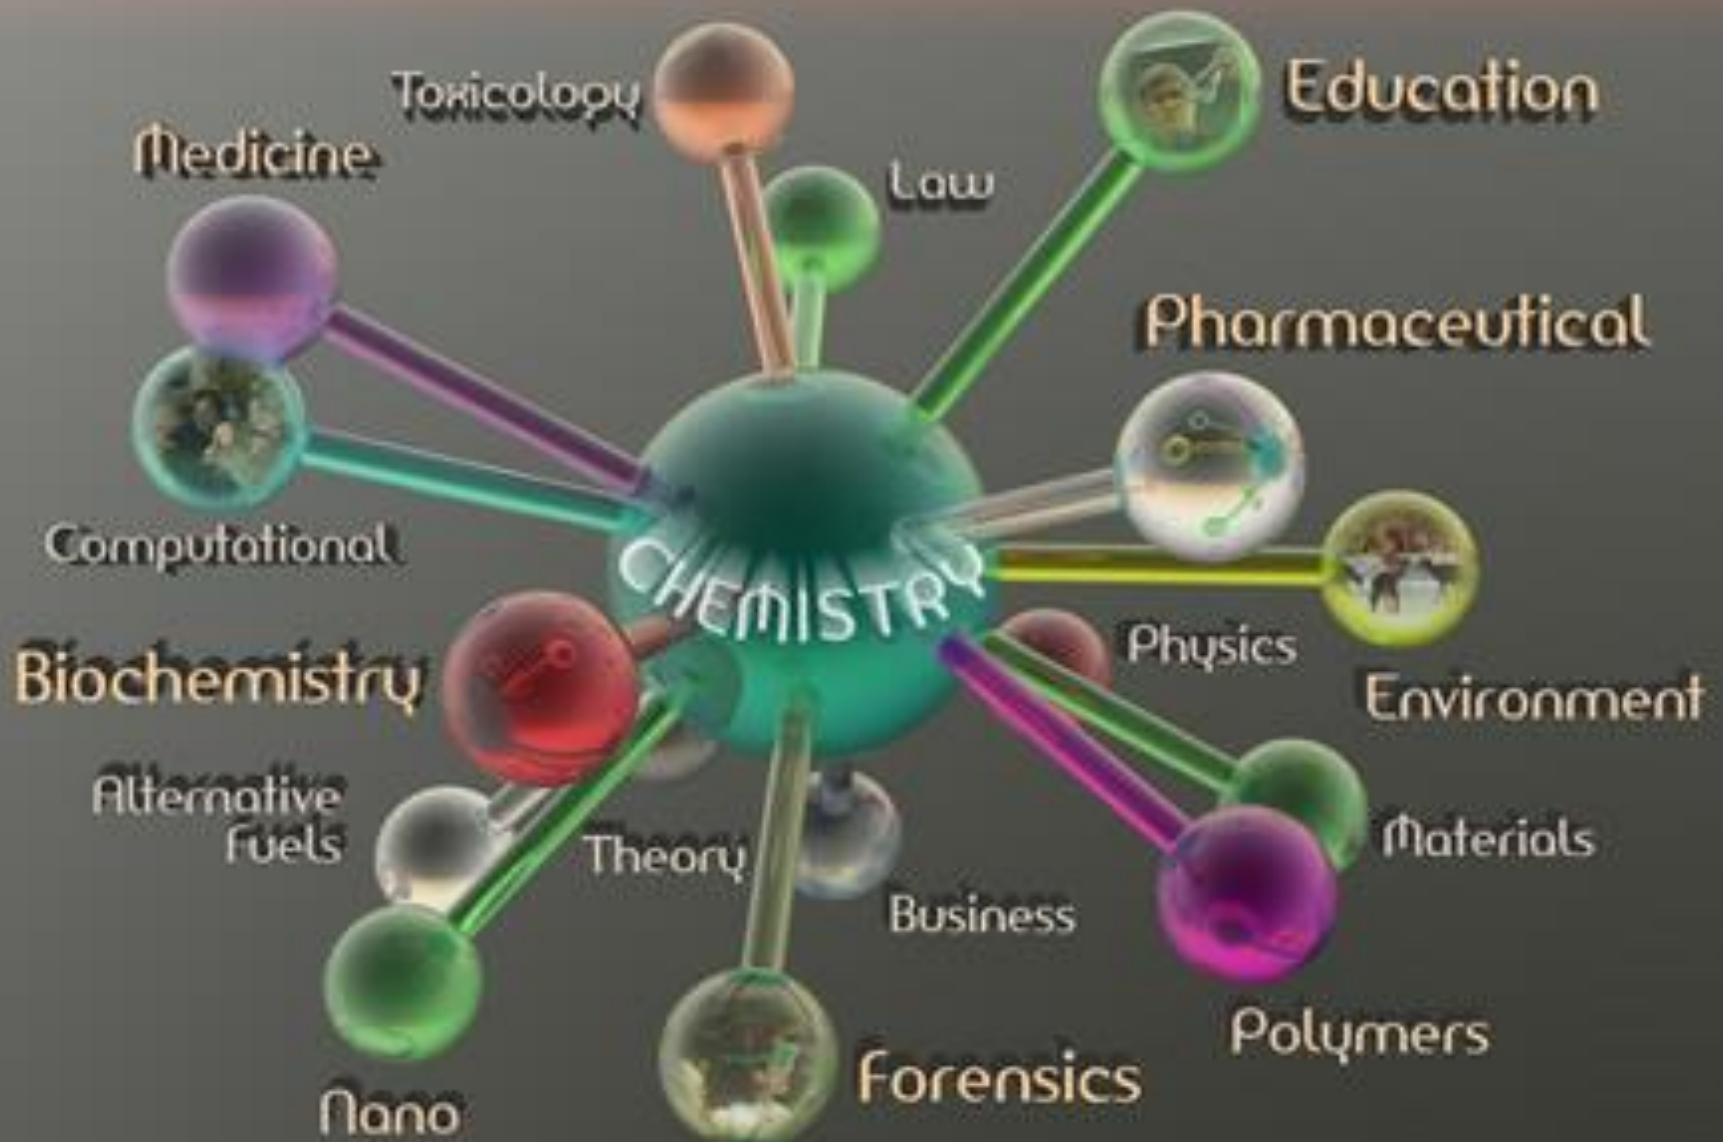 Toxicology
Education
Medicine
Law
Pharmaceutical
Computational
CHEMISTRY
Physics
Biochemistry
Environment
Alternative
Fuels
Theory
Materials
Business
Polymers
Forensics
Nano